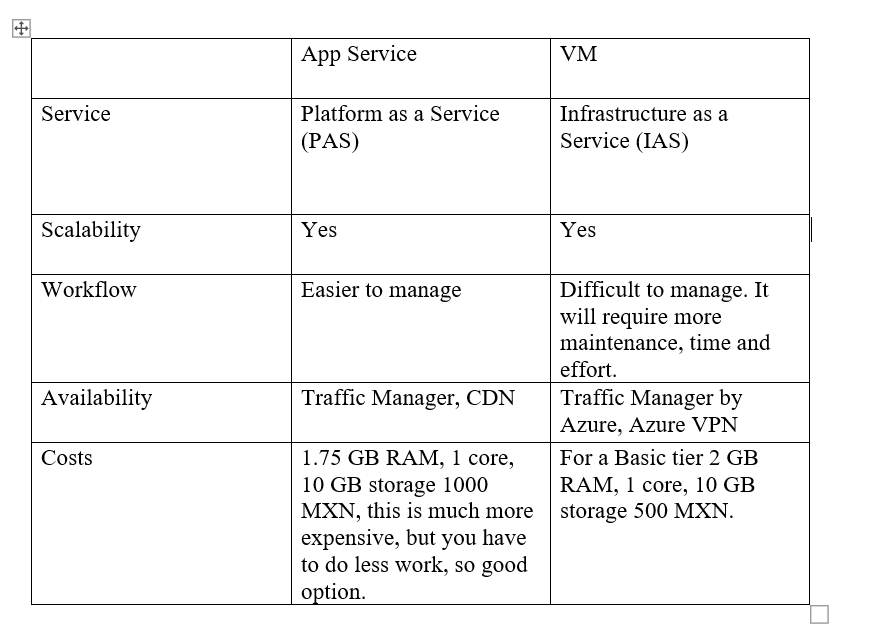 App Service
VM
Service
Platform as a Service
(PAS)
Infrastructure as a
Service (IAS)
Scalability
Yes
Yes
Workflow
Easier to manage
Difficult to manage. It
will require more
maintenance, time and
effort.
Availability
Traffic Manager, CDN
Traffic Manager by
Azure, Azure VPN
Costs
1.75 GB RAM, 1 core,
10 GB storage 1000
MXN, this is much more
expensive, but you have
to do less work, so good
option.
For a Basic tier 2 GB
RAM, 1 core, 10 GB
storage 500 MXN.